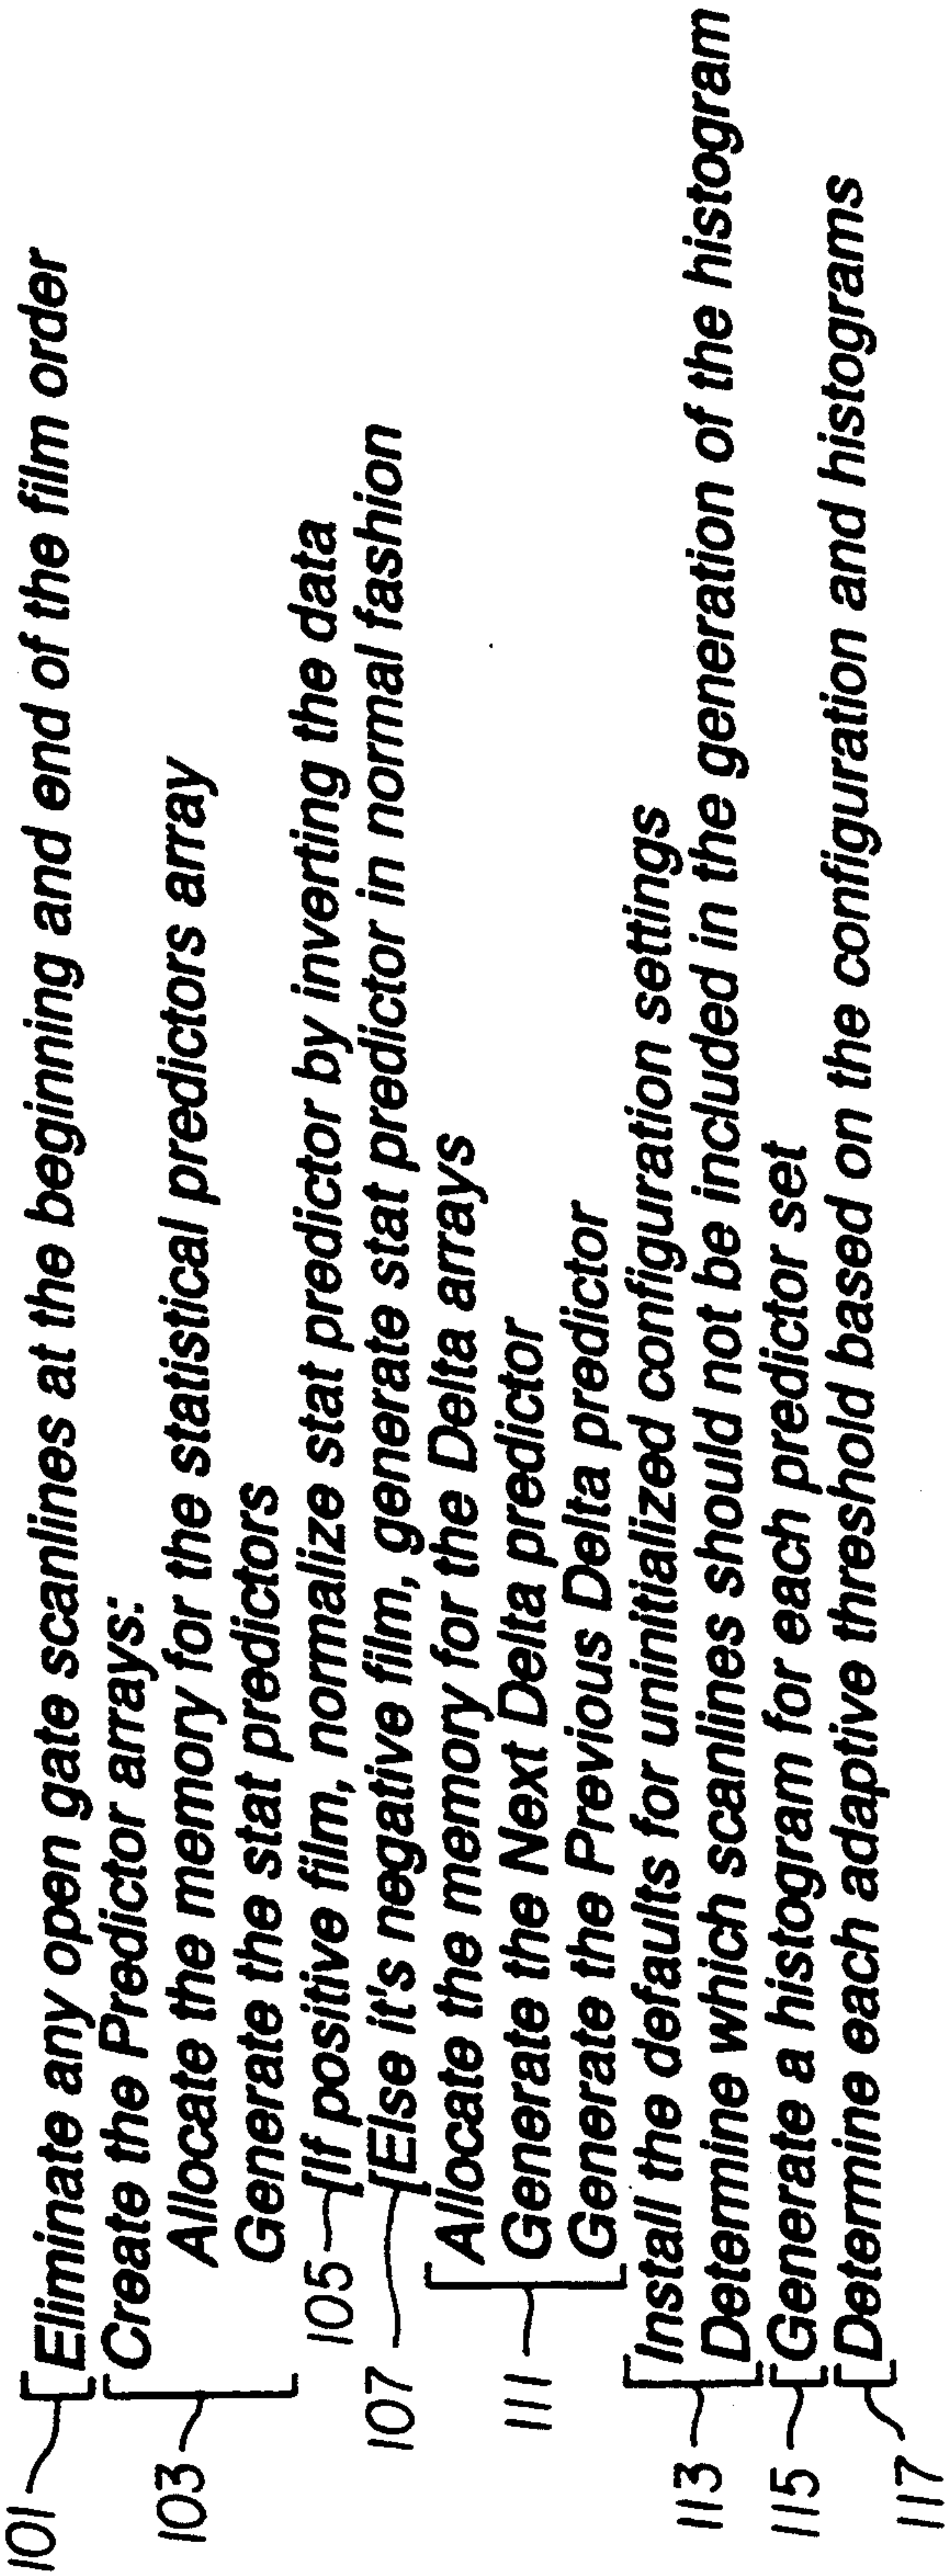 101 Eliminate any open gate scanlines at the beginning and end of the film order
103 Create the Predictor arrays:
Allocate the memory for the statistical predictors array
Generate the stat predictors
105 If positive film, normalize stat predictor by inverting the data
107 Else it's negative film, generate stat predictor in normal fashion
111 Allocate the memory for the Delta arrays
Generate the Next Delta predictor
Generate the Previous Delta predictor
113 Install the defaults for uninitialized configuration settings
Determine which scanlines should not be included in the generation of the histogram
115 Generate a histogram for each predictor set
117 Determine each adaptive threshold based on the configuration and histograms